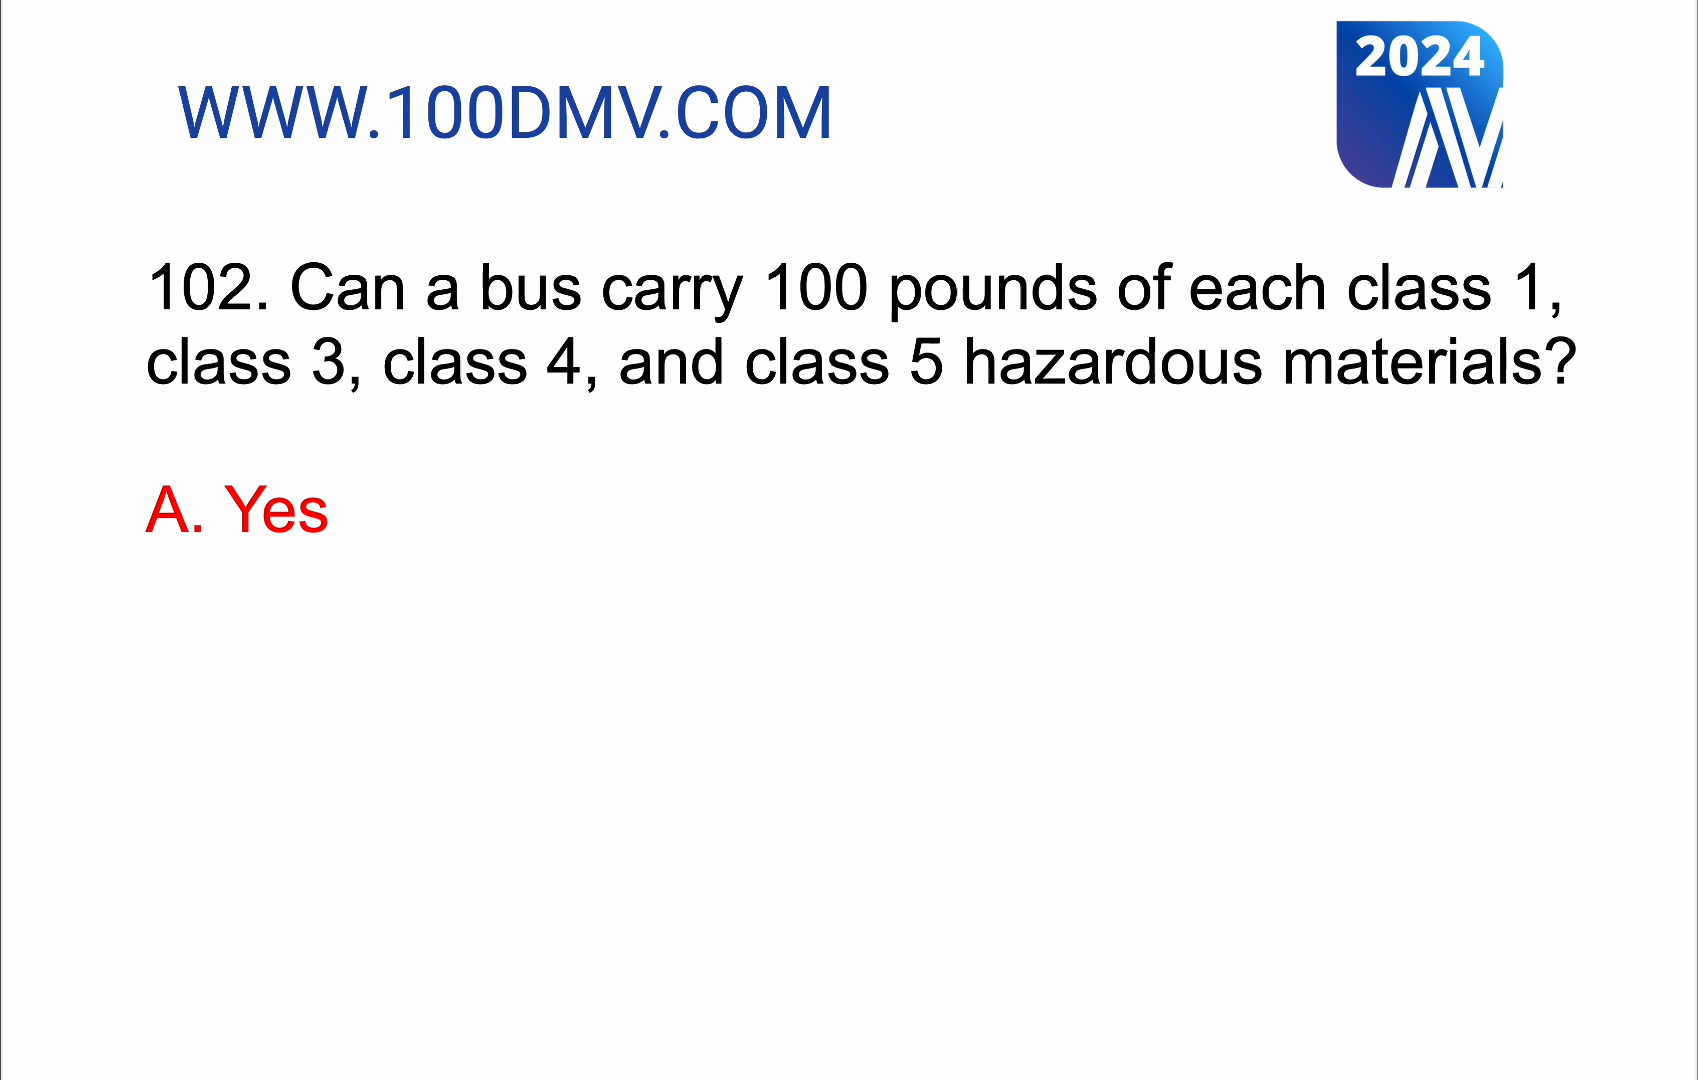 WWW.100DMV.COM
2024
102. Can a bus carry 100 pounds of each class 1,
class 3, class 4, and class 5 hazardous materials?
A. Yes